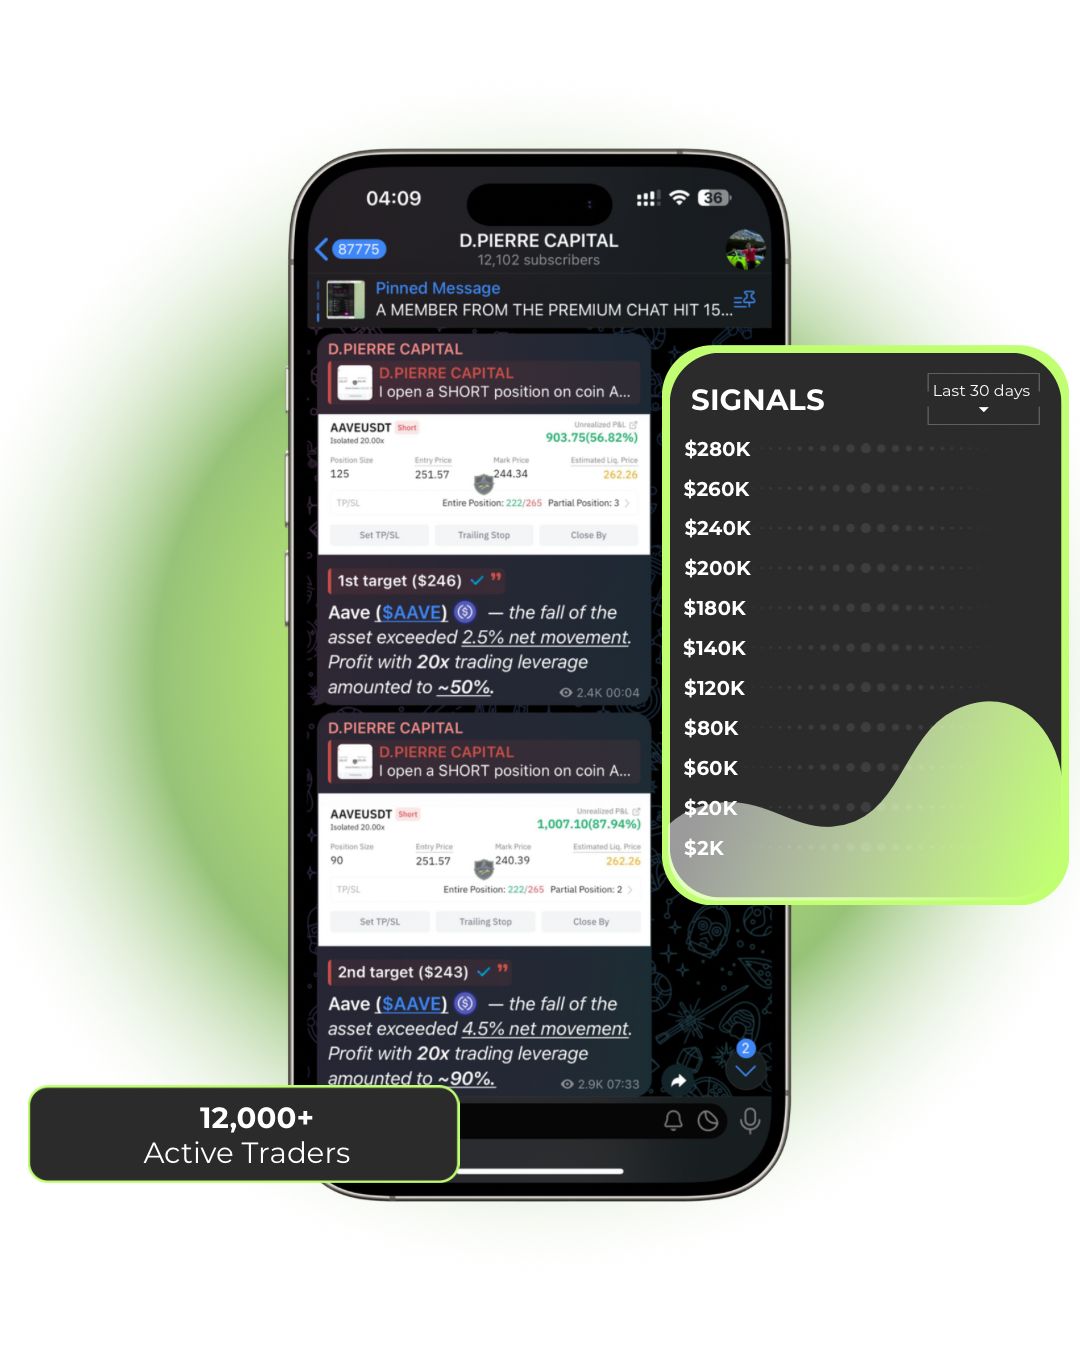 04:09
36
87775
D.PIERRE CAPITAL
12,102 subscribers
Pinned Message
A MEMBER FROM THE PREMIUM CHAT HIT 15...
D.PIERRE CAPITAL
D.PIERRE CAPITAL
I open a SHORT position on coin A...
AAVEUSDT Short
Unrealized P&L
Isolated 20.00x
903.75(56.82%)
Position Size Entry Price Mark Price Estimated Liq. Price
125 251.57 244.34 262.26
TP/SL Entire Position: 222/265 Partial Position: 3
Set TP/SL Trailing Stop Close By
1st target ($246) ”
Aave ($AAVE) — the fall of the
asset exceeded 2.5% net movement.
Profit with 20x trading leverage
amounted to ~50%.
2.4K 00:04
D.PIERRE CAPITAL
D.PIERRE CAPITAL
I open a SHORT position on coin A...
AAVEUSDT Short
Unrealized P&L
Isolated 20.00x
1,007.10(87.94%)
Position Size Entry Price Mark Price Estimated Liq. Price
90 251.57 240.39 262.26
TP/SL Entire Position: 222/265 Partial Position: 2
Set TP/SL Trailing Stop Close By
2nd target ($243) ”
Aave ($AAVE) — the fall of the
asset exceeded 4.5% net movement.
Profit with 20x trading leverage
amounted to ~90%.
2.9K 07:33
2
SIGNALS
Last 30 days
$280K
$260K
$240K
$200K
$180K
$140K
$120K
$80K
$60K
$20K
$2K
12,000+
Active Traders